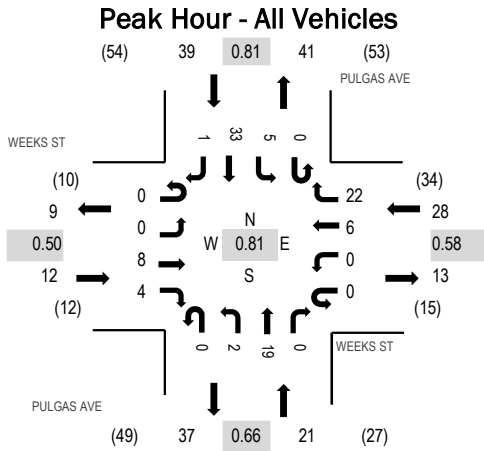 Peak Hour - All Vehicles
(54) 39 0.81 41 (53)
PULGAS AVE
WEEKS ST
1 33 5 0
(10) 0 22 (34)
9 0 N 6 28
0.50 W 0.81 E 0.58
12 8 S 0 13
(12) 4 0 (15)
0 2 19 0
WEEKS ST
PULGAS AVE
(49) 37 0.66 21 (27)